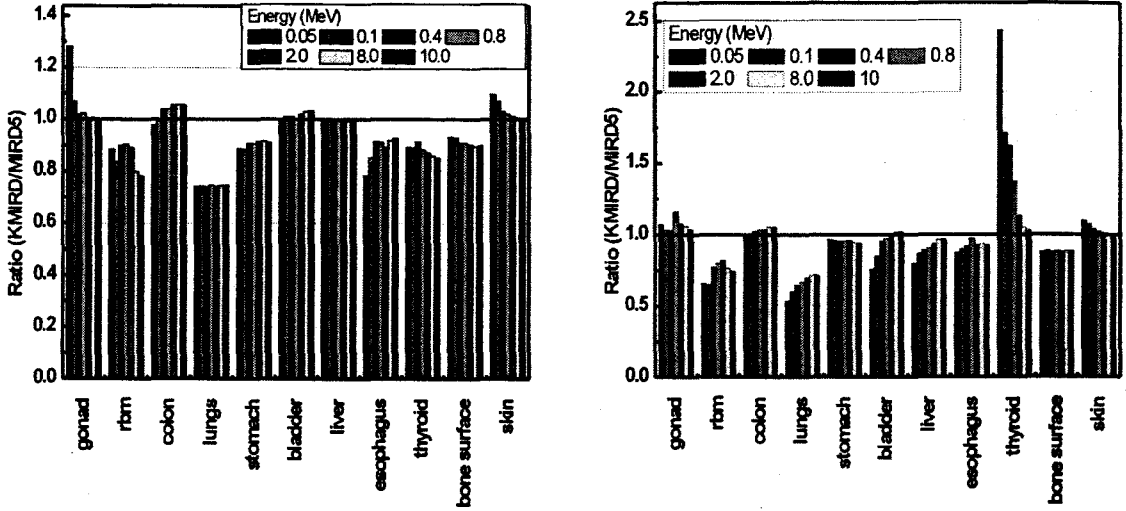 Ratio (KMIRD/MIRD5)
1.4
1.2
1.0
0.8
0.6
0.4
0.2
0.0
Energy (MeV)
0.05 0.1 0.4 0.8
2.0 8.0 10.0
gonad
rbm
colon
lungs
stomach
bladder
liver
esophagus
thyroid
bone surface
skin
Ratio (KMIRD/MIRD5)
2.5
2.0
1.5
1.0
0.5
0.0
Energy (MeV)
0.05 0.1 0.4 0.8
2.0 8.0 10
gonad
rbm
colon
lungs
stomach
bladder
liver
esophagus
thyroid
bone surface
skin